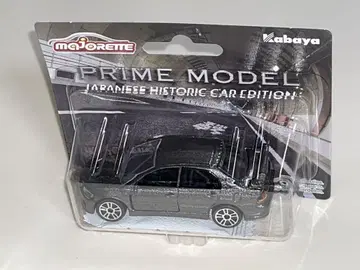 majorette
Kabaya
PRIME MODEL
JAPANESE HISTORIC CAR EDITION